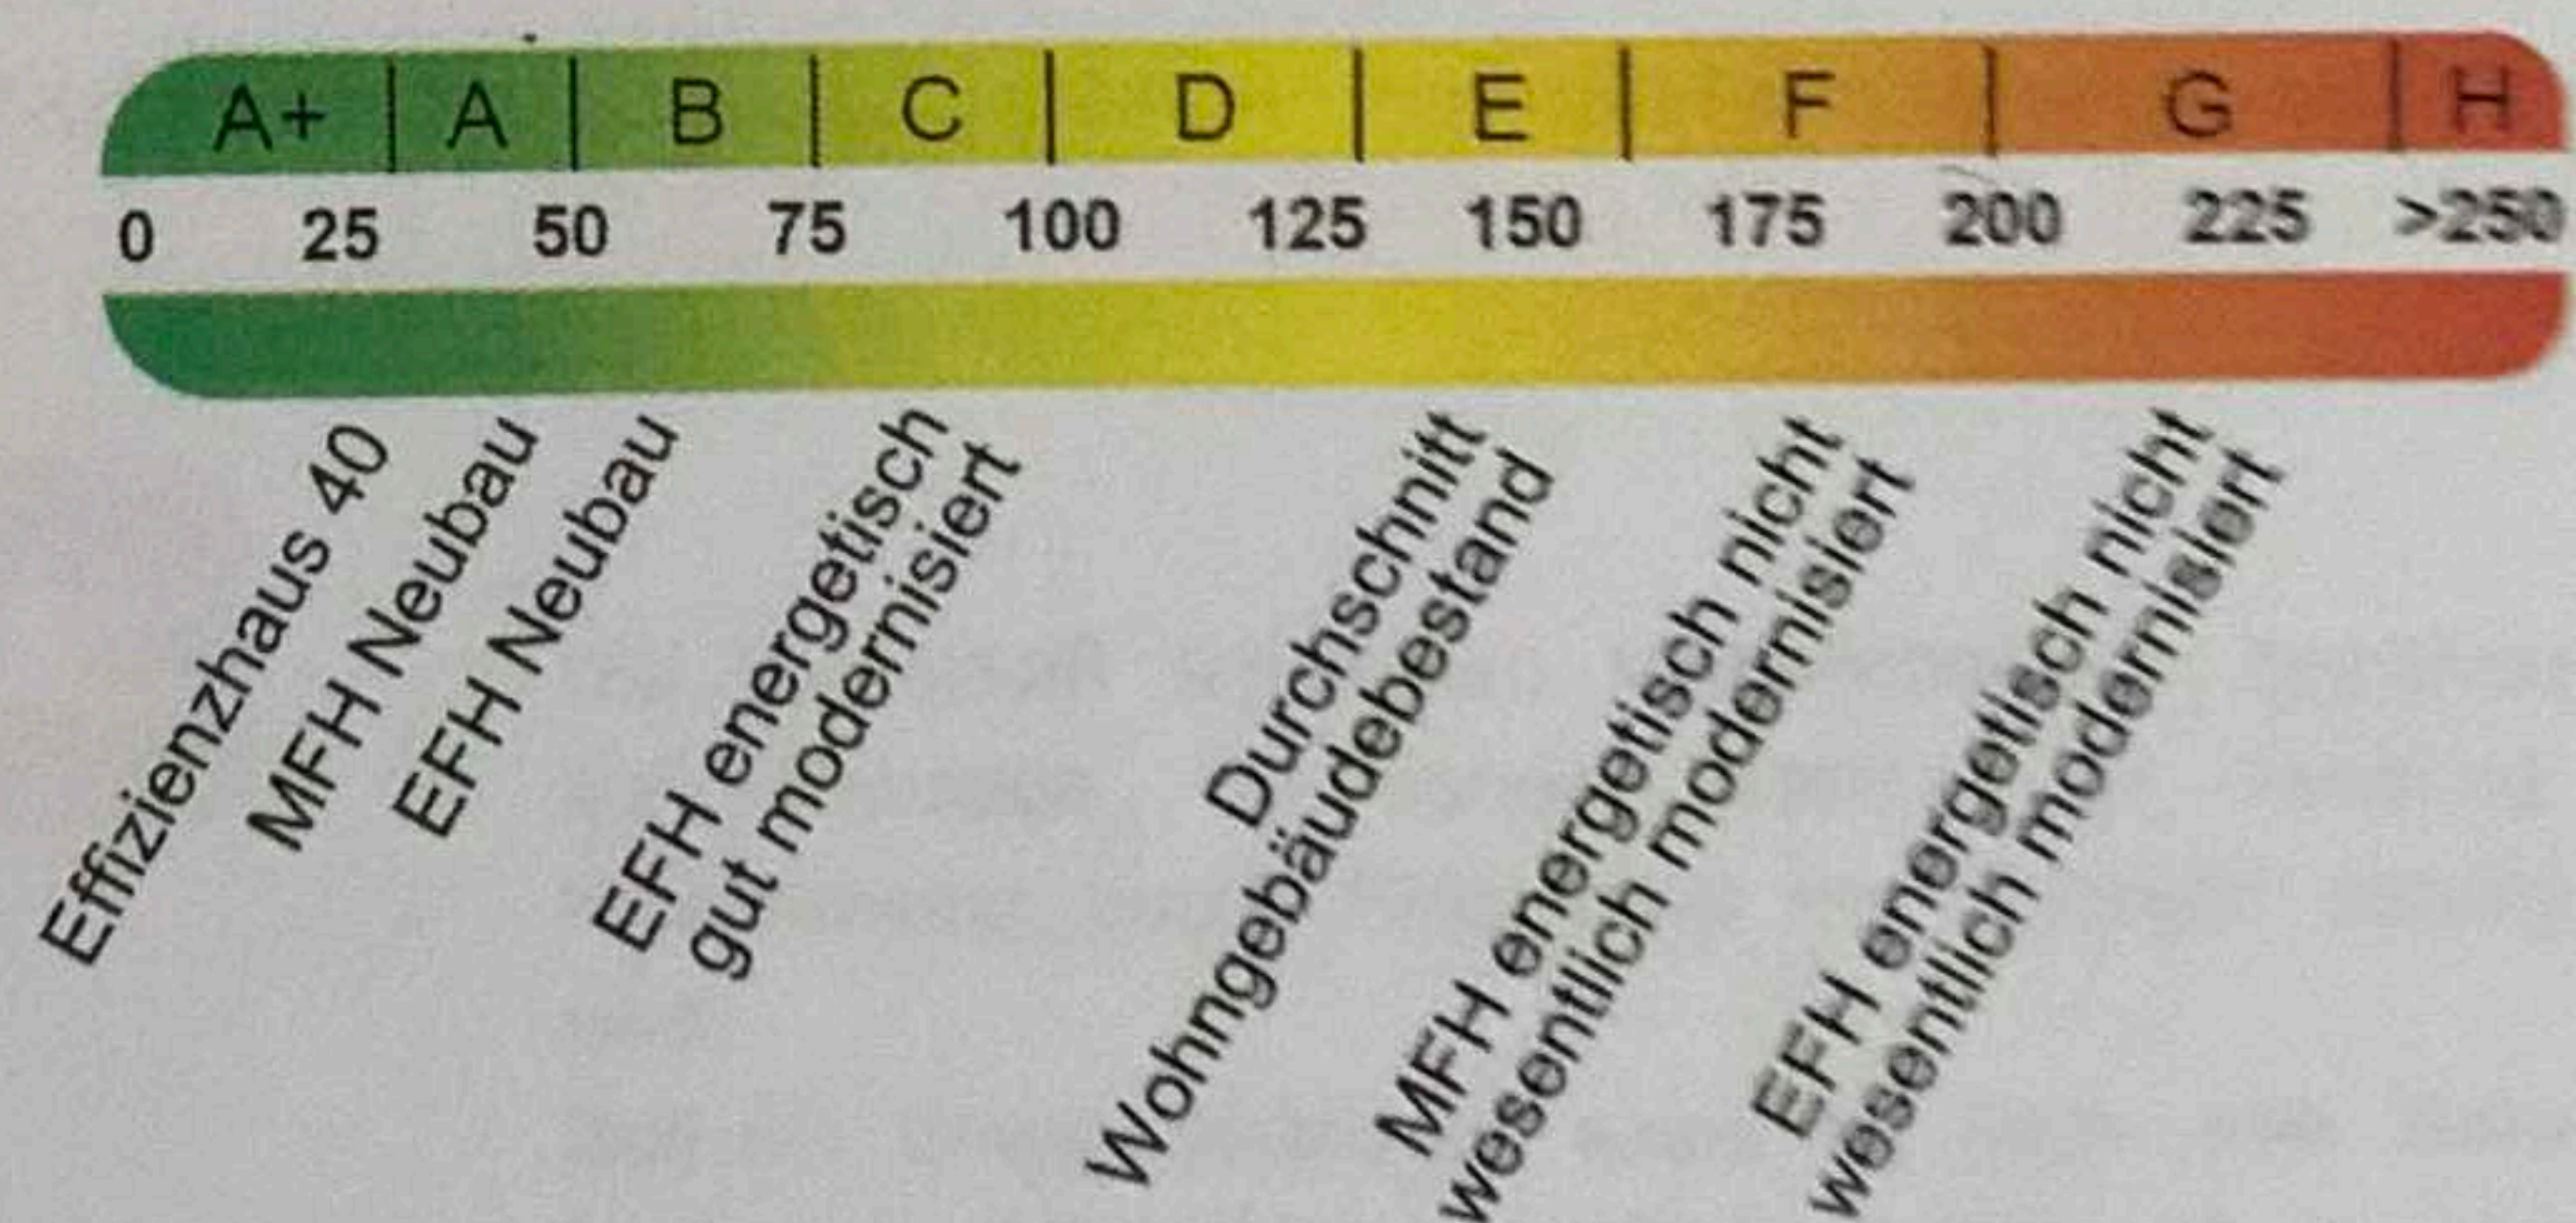 A+ A B C D E F G H
0 25 50 75 100 125 150 175 200 225 >250
Effizienzhaus 40
MFH Neubau
EFH Neubau
EFH energetisch
gut modernisiert
Durchschnitt
Wohngebäudebestand
MFH energetisch nicht
wesentlich modernisiert
EFH energetisch nicht
wesentlich modernisiert